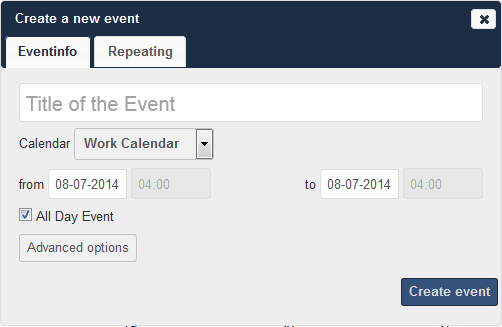 Create a new event
Eventinfo Repeating
Title of the Event
Calendar Work Calendar
from 08-07-2014 04:00 to 08-07-2014 04:00
All Day Event
Advanced options
Create event